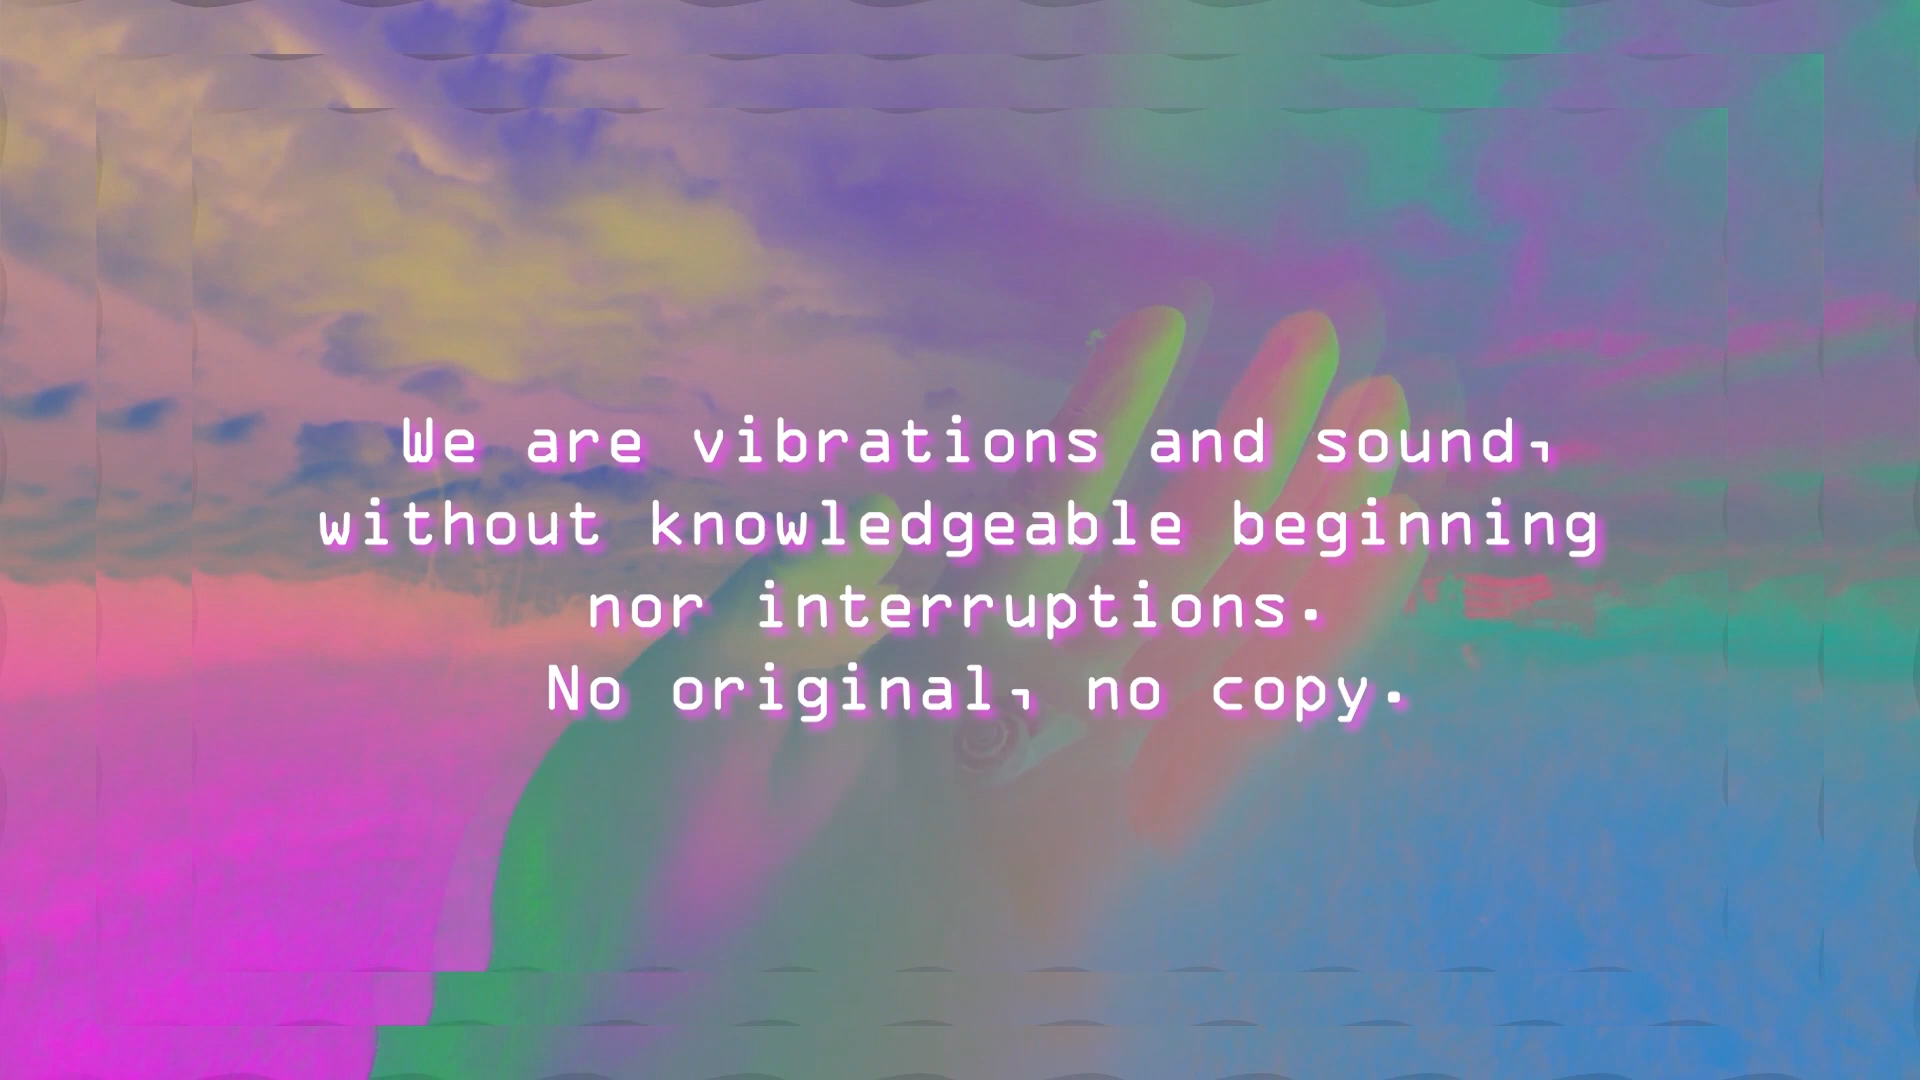 We are vibrations and sound,
without knowledgeable beginning
nor interruptions.
No original, no copy.